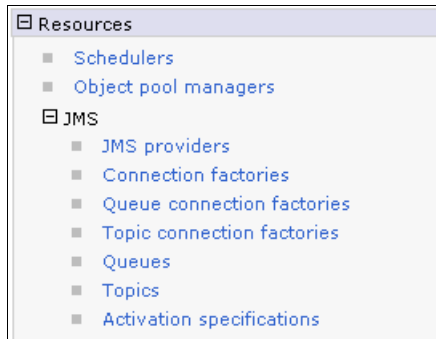 Resources
Schedulers
Object pool managers
JMS
JMS providers
Connection factories
Queue connection factories
Topic connection factories
Queues
Topics
Activation specifications